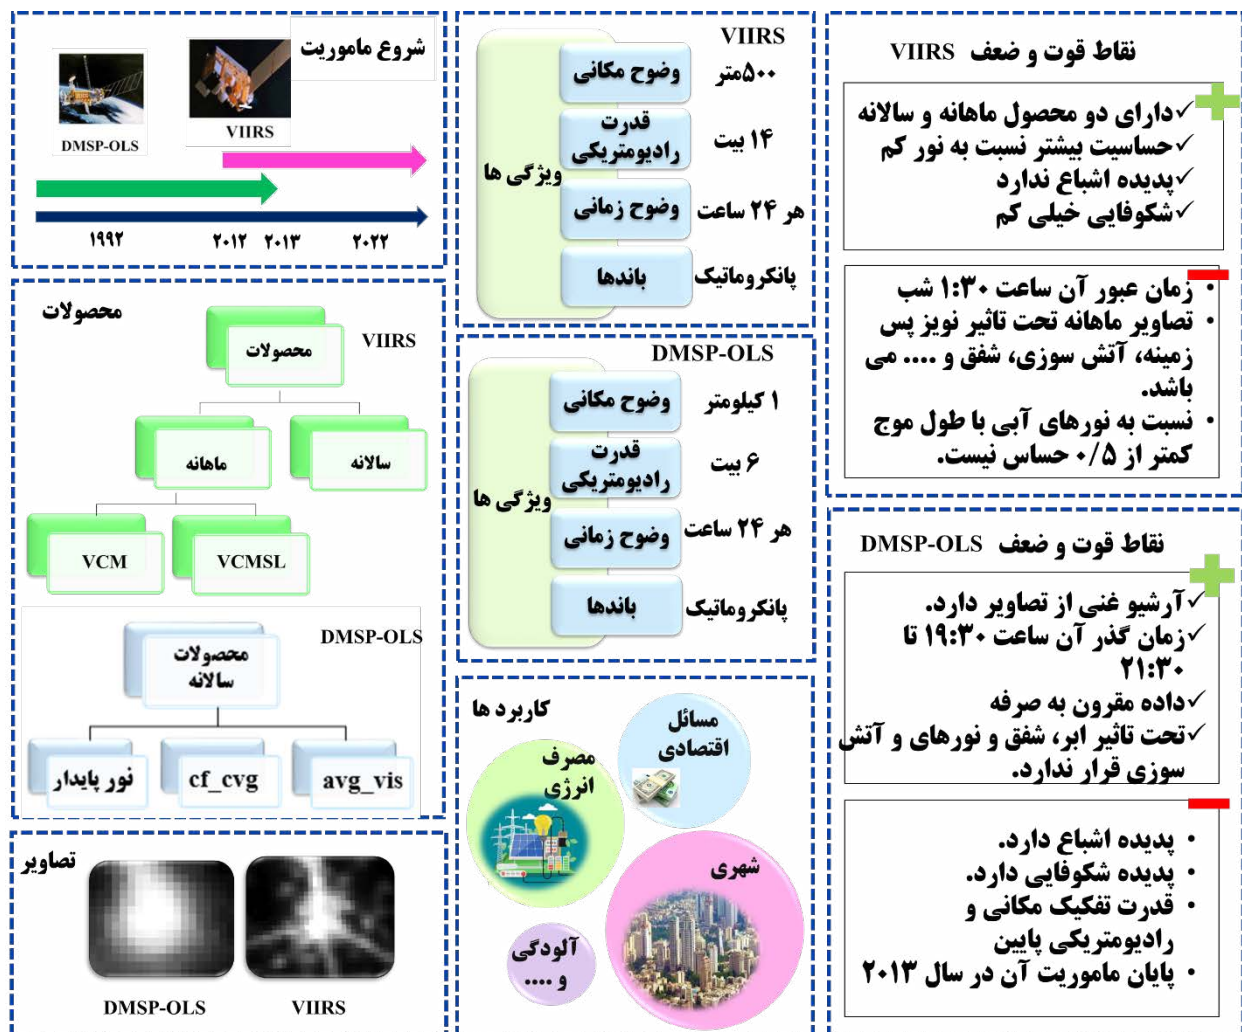 شروع ماموریت
DMSP-OLS
VIIRS
۱۹۹۲
۲۰۱۲
۲۰۱۳
۲۰۲۲
محصولات
VIIRS
محصولات
ماهانه
سالانه
VCM
VCMSL
DMSP-OLS
محصولات
سالانه
نور پایدار
cf_cvg
avg_vis
تصاویر
DMSP-OLS
VIIRS
VIIRS
ویژگی ها
وضوح مکانی
۵۰۰متر
قدرت
رادیومتریکی
۱۴ بیت
وضوح زمانی
هر ۲۴ ساعت
باندها
پانکروماتیک
DMSP-OLS
ویژگی ها
وضوح مکانی
۱ کیلومتر
قدرت
رادیومتریکی
۶ بیت
وضوح زمانی
هر ۲۴ ساعت
باندها
پانکروماتیک
کاربرد ها
مسائل
اقتصادی
مصرف
انرژی
شهری
آلودگی
و ....
نقاط قوت و ضعف VIIRS
✓دارای دو محصول ماهانه و سالانه
✓حساسیت بیشتر نسبت به نور کم
✓پدیده اشباع ندارد
✓شکوفایی خیلی کم
• زمان عبور آن ساعت ۱:۳۰ شب
• تصاویر ماهانه تحت تاثیر نویز پس
زمینه، آتش سوزی، شفق و .... می
باشد.
• نسبت به نورهای آبی با طول موج
کمتر از ۰/۵ حساس نیست.
نقاط قوت و ضعف DMSP-OLS
✓آرشیو غنی از تصاویر دارد.
✓زمان گذر آن ساعت ۱۹:۳۰ تا
۲۱:۳۰
✓داده مقرون به صرفه
✓تحت تاثیر ابر، شفق و نورهای و آتش
سوزی قرار ندارد.
• پدیده اشباع دارد.
• پدیده شکوفایی دارد.
• قدرت تفکیک مکانی و
رادیومتریکی پایین
• پایان ماموریت آن در سال ۲۰۱۳